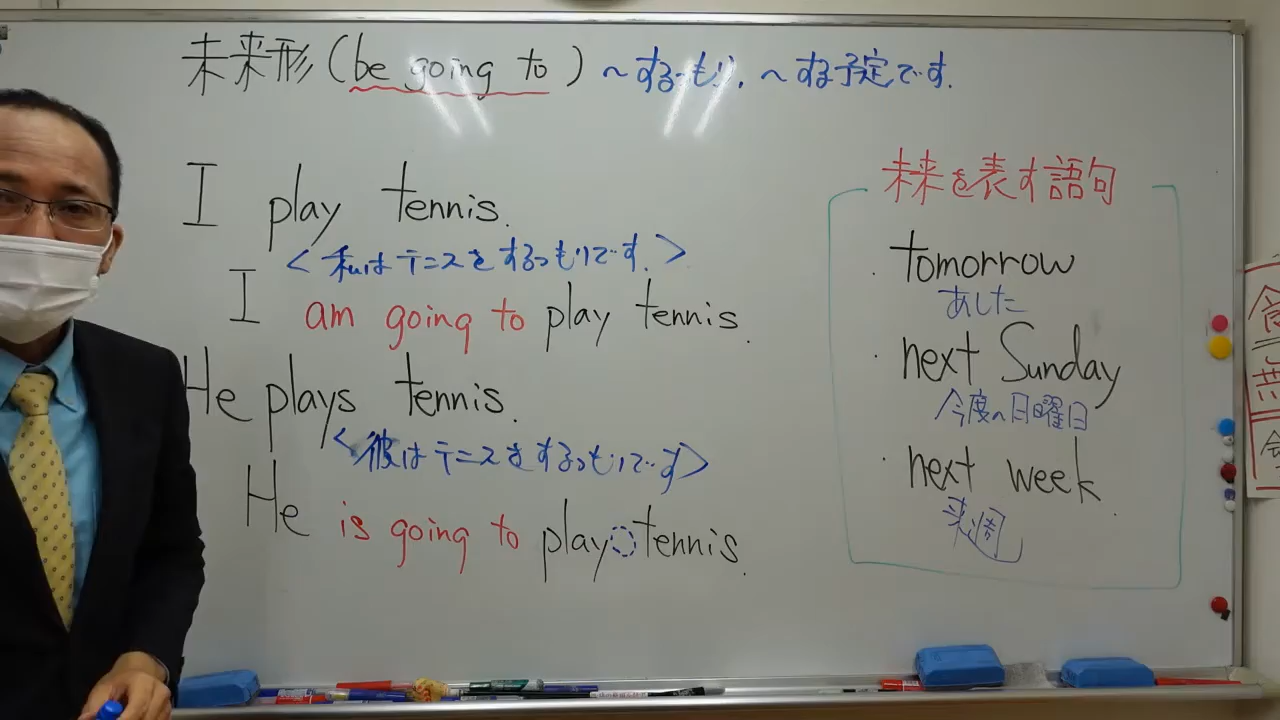 未来形(be going to) ～するつもり、～する予定です.
I play tennis.
<私はテニスをするつもりです.>
I am going to play tennis.
He plays tennis.
<彼はテニスをするつもりです>
He is going to play tennis.
未来を表す語句
・tomorrow
あした
・next Sunday
今度の日曜日
・next week.
来週